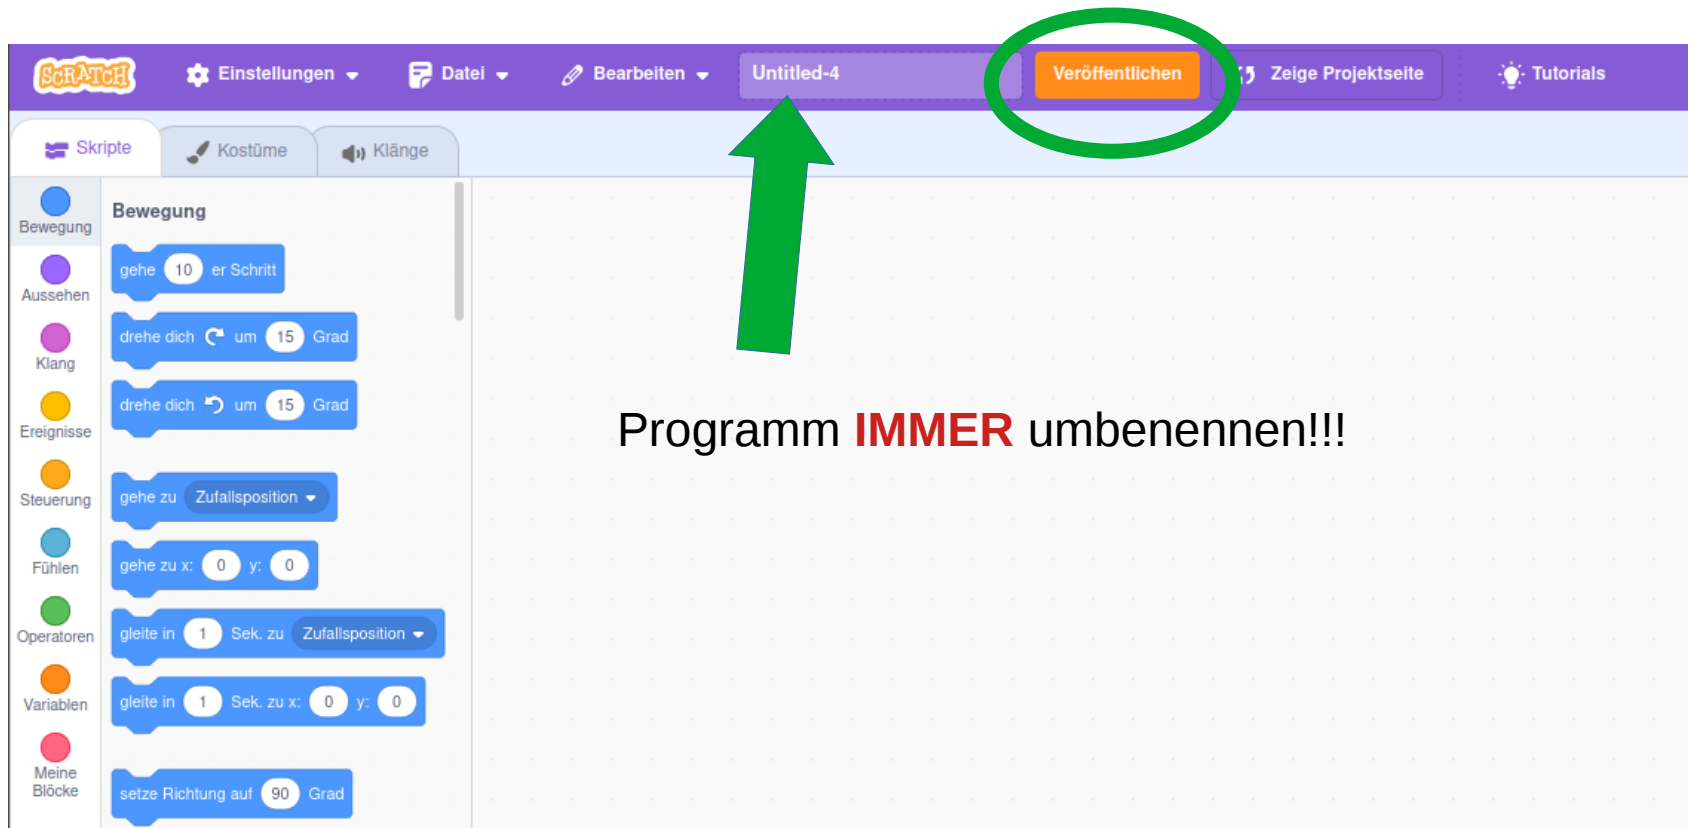 SCRATCH Einstellungen Datei Bearbeiten Untitled-4 Veröffentlichen Zeige Projektseite Tutorials
Skripte Kostüme Klänge
Bewegung
Aussehen
Klang
Ereignisse
Steuerung
Fühlen
Operatoren
Variablen
Meine
Blöcke
Bewegung
gehe 10 er Schritt
drehe dich um 15 Grad
drehe dich um 15 Grad
gehe zu Zufallsposition
gehe zu x: 0 y: 0
gleite in 1 Sek. zu Zufallsposition
gleite in 1 Sek. zu x: 0 y: 0
setze Richtung auf 90 Grad
Programm IMMER umbenennen!!!